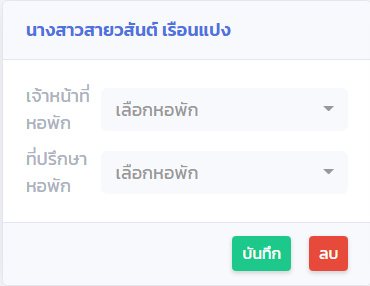 นางสาวสายวสันต์ เรือนแปง
เจ้าหน้าที่
หอพัก
เลือกหอพัก
ที่ปรึกษา
หอพัก
เลือกหอพัก
บันทึก ลบ